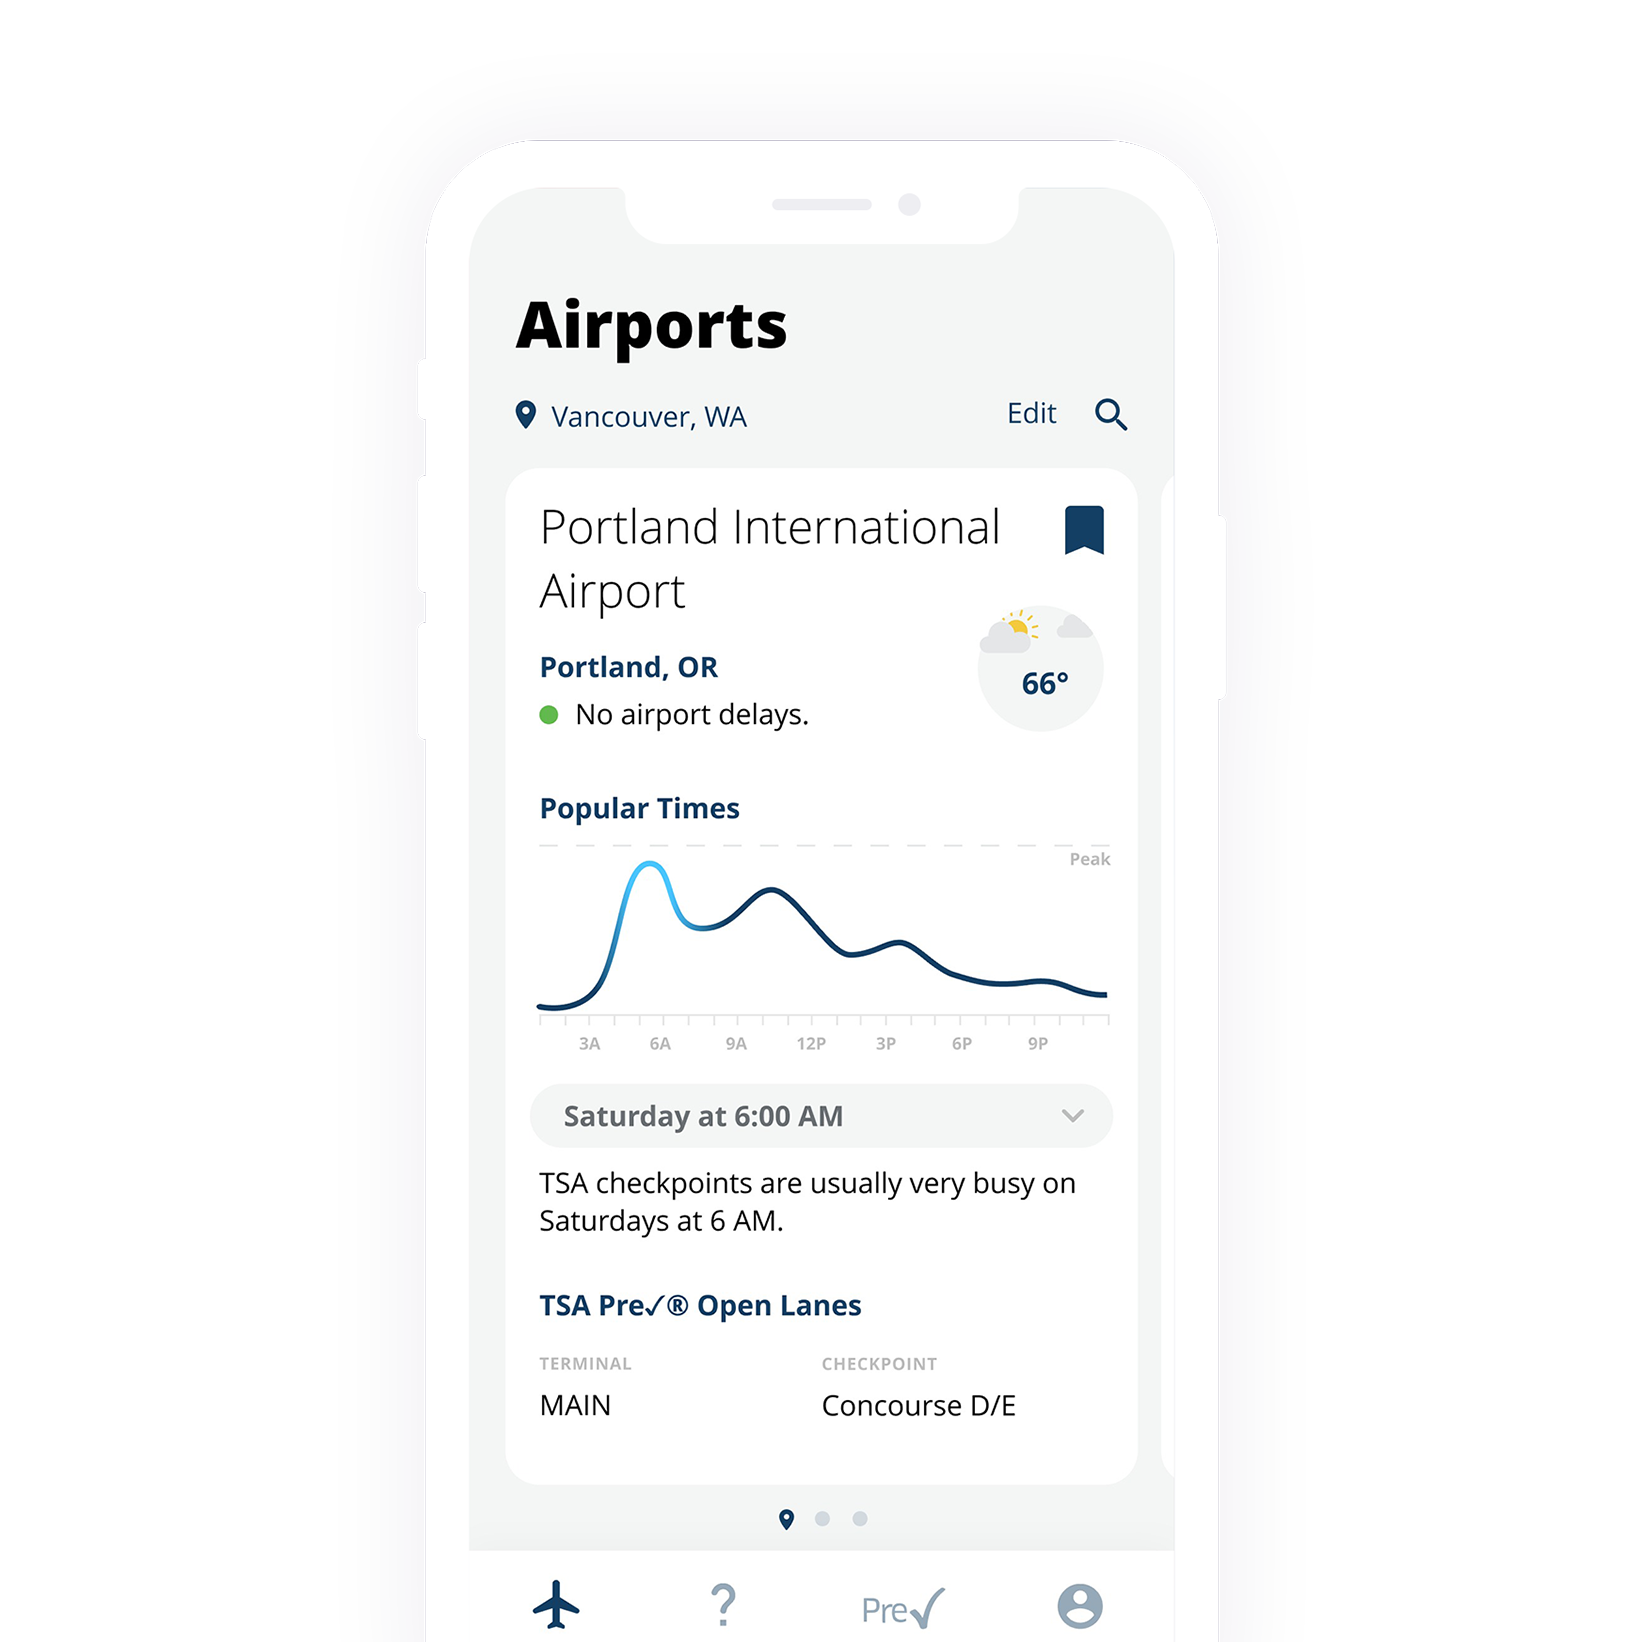 Airports
Vancouver, WA
Edit
Portland International
Airport
Portland, OR
66°
No airport delays.
Popular Times
Peak
3A 6A 9A 12P 3P 6P 9P
Saturday at 6:00 AM
TSA checkpoints are usually very busy on
Saturdays at 6 AM.
TSA Pre✓® Open Lanes
TERMINAL CHECKPOINT
MAIN Concourse D/E
? Pre✓